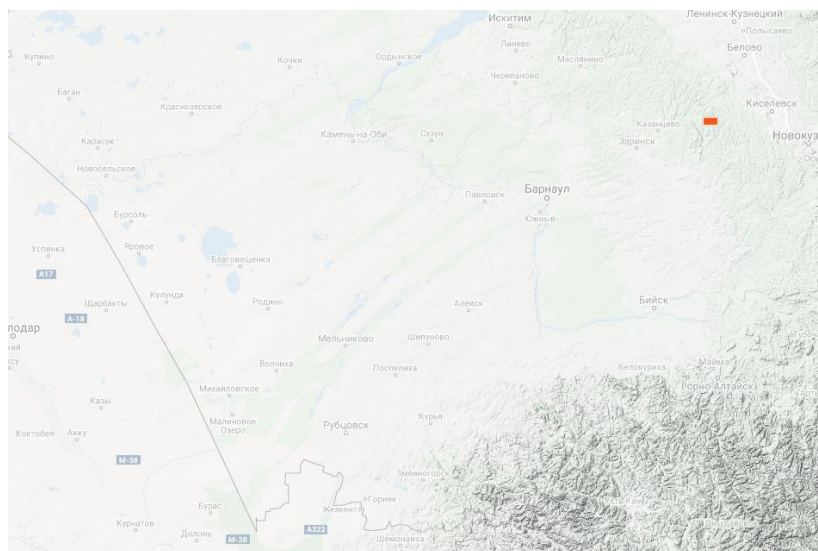 Искитим
Ленинск-Кузнецкий
Полысаево
Линево
Белово
Купино
Кочки
Ордынское
Маслянино
Черепаново
Баган
Краснозерское
Киселевск
Казанцево
Камень-на-Оби
Сузун
Новокуз
Заринск
Карасук
Ос
Новосельское
Барнаул
Павловск
Бурсоль
Южный
Успенка
Яровое
Благовещенка
A17
Кулунда
Щарбакты
Родино
Алейск
Бийск
A-18
лодар
Мельниково
Шипуново
кий
ксу
Волчиха
Поспелиха
Белокуриха
Майма
Горно-Алтайск
Михайловское
Казы
Малиновое
Озеро
Рубцовск
Курья
Коктобе
Акку
M-38
Змеиногорск
Горняк
Бурас
Жезкент
Курчатов
Долонь
M-38
A322
Шемонаиха